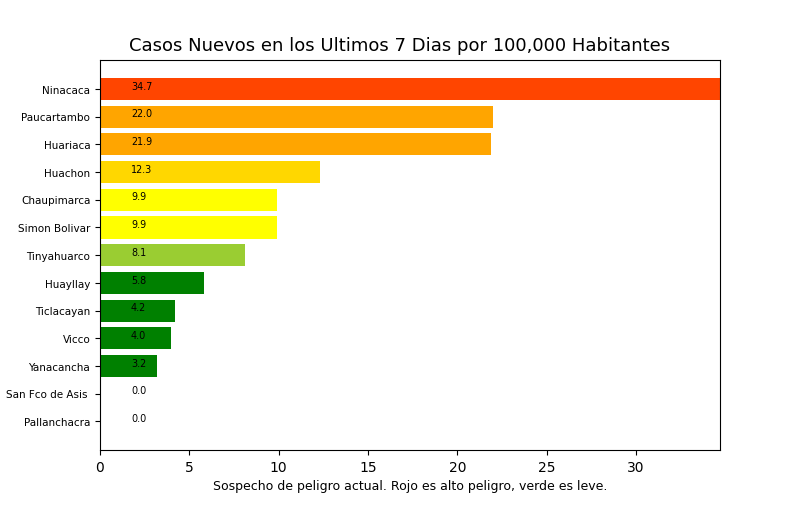 Casos Nuevos en los Ultimos 7 Dias por 100,000 Habitantes
Ninacaca 34.7
Paucartambo 22.0
Huariaca 21.9
Huachon 12.3
Chaupimarca 9.9
Simon Bolivar 9.9
Tinyahuarco 8.1
Huayllay 5.8
Ticlacayan 4.2
Vicco 4.0
Yanacancha 3.2
San Fco de Asis 0.0
Pallanchacra 0.0
0 5 10 15 20 25 30
Sospecho de peligro actual. Rojo es alto peligro, verde es leve.